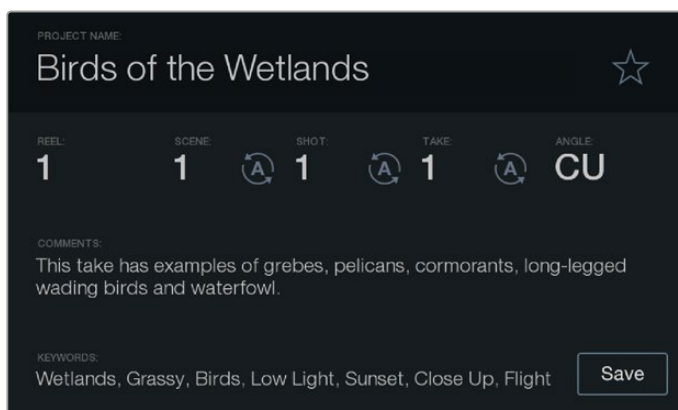 PROJECT NAME:
Birds of the Wetlands
REEL: SCENE: SHOT: TAKE: ANGLE:
1 1 A 1 A 1 A CU
COMMENTS:
This take has examples of grebes, pelicans, cormorants, long-legged
wading birds and waterfowl.
KEYWORDS:
Wetlands, Grassy, Birds, Low Light, Sunset, Close Up, Flight
Save